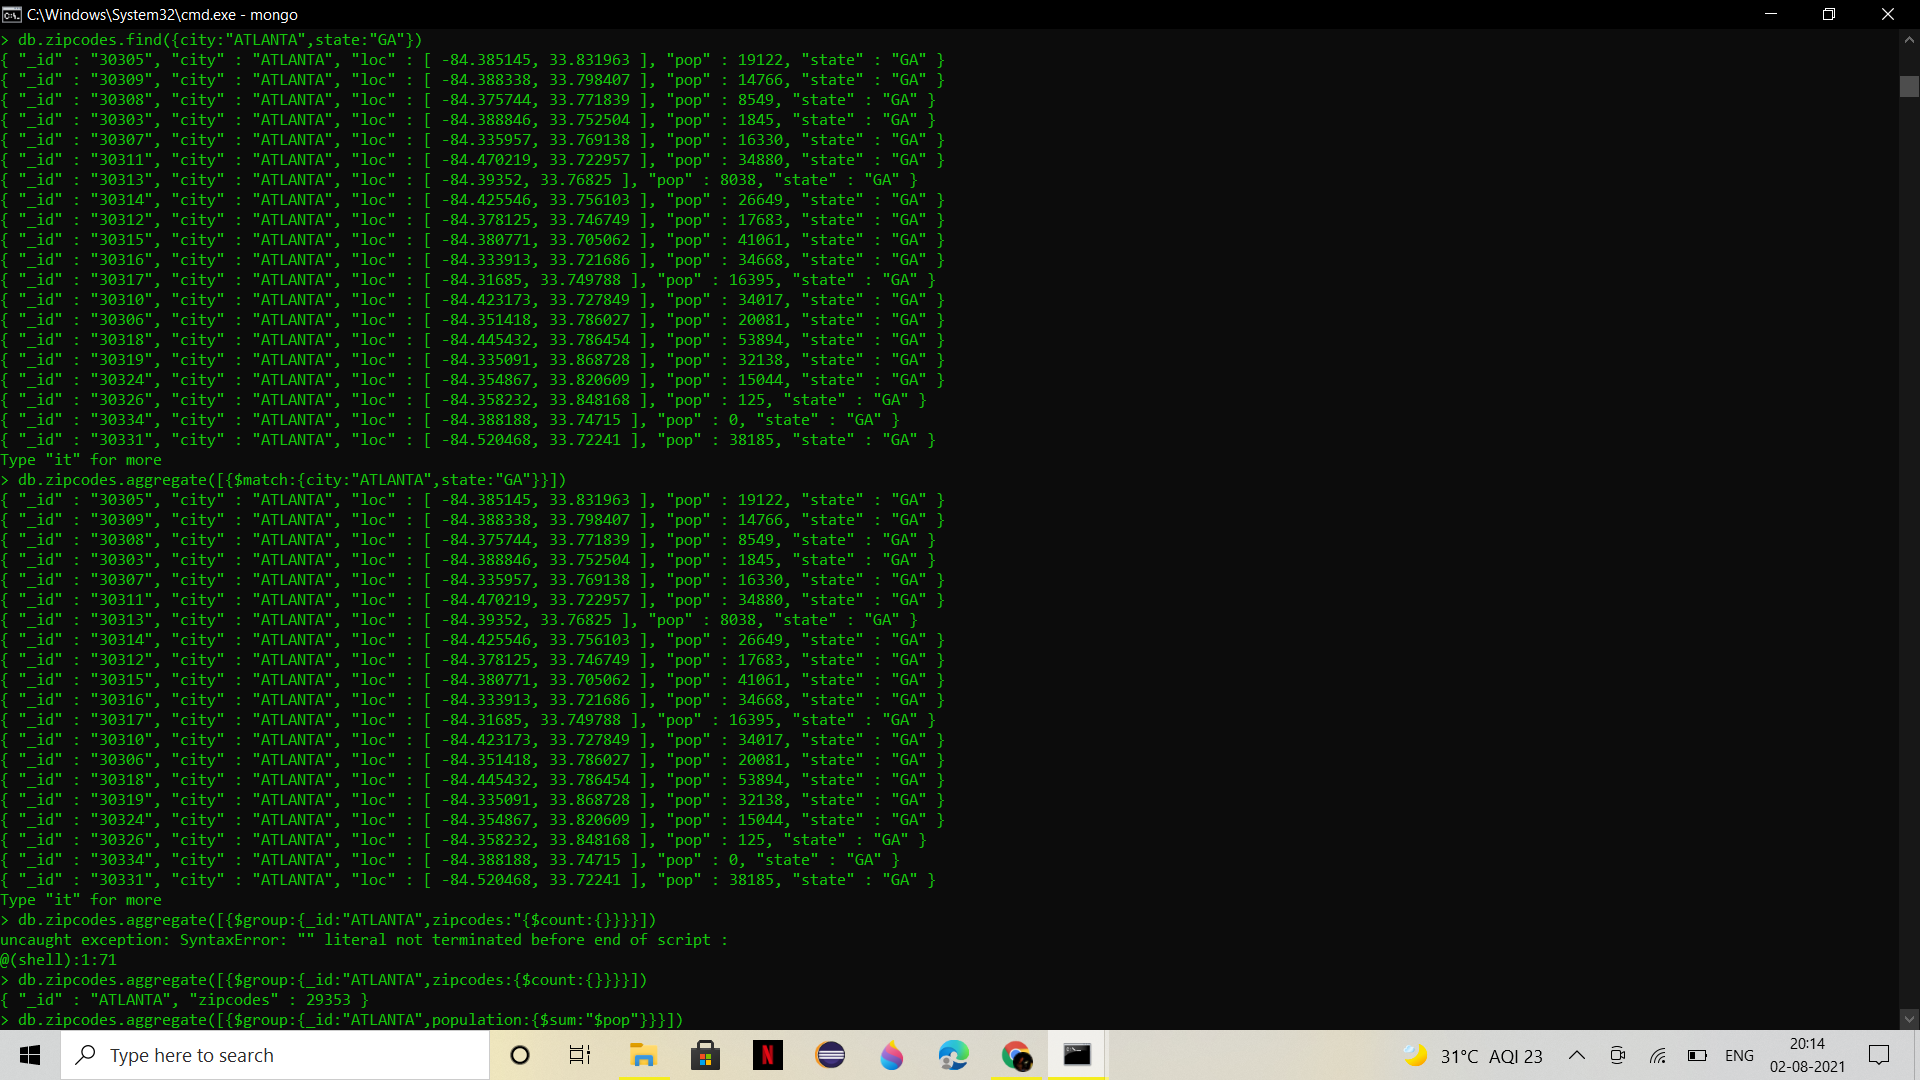 C:\Windows\System32\cmd.exe - mongo
> db.zipcodes.find({city:"ATLANTA",state:"GA"})
{ "_id" : "30305", "city" : "ATLANTA", "loc" : [ -84.385145, 33.831963 ], "pop" : 19122, "state" : "GA" }
{ "_id" : "30309", "city" : "ATLANTA", "loc" : [ -84.388338, 33.798407 ], "pop" : 14766, "state" : "GA" }
{ "_id" : "30308", "city" : "ATLANTA", "loc" : [ -84.375744, 33.771839 ], "pop" : 8549, "state" : "GA" }
{ "_id" : "30303", "city" : "ATLANTA", "loc" : [ -84.388846, 33.752504 ], "pop" : 1845, "state" : "GA" }
{ "_id" : "30307", "city" : "ATLANTA", "loc" : [ -84.335957, 33.769138 ], "pop" : 16330, "state" : "GA" }
{ "_id" : "30311", "city" : "ATLANTA", "loc" : [ -84.470219, 33.722957 ], "pop" : 34880, "state" : "GA" }
{ "_id" : "30313", "city" : "ATLANTA", "loc" : [ -84.39352, 33.76825 ], "pop" : 8038, "state" : "GA" }
{ "_id" : "30314", "city" : "ATLANTA", "loc" : [ -84.425546, 33.756103 ], "pop" : 26649, "state" : "GA" }
{ "_id" : "30312", "city" : "ATLANTA", "loc" : [ -84.378125, 33.746749 ], "pop" : 17683, "state" : "GA" }
{ "_id" : "30315", "city" : "ATLANTA", "loc" : [ -84.380771, 33.705062 ], "pop" : 41061, "state" : "GA" }
{ "_id" : "30316", "city" : "ATLANTA", "loc" : [ -84.333913, 33.721686 ], "pop" : 34668, "state" : "GA" }
{ "_id" : "30317", "city" : "ATLANTA", "loc" : [ -84.31685, 33.749788 ], "pop" : 16395, "state" : "GA" }
{ "_id" : "30310", "city" : "ATLANTA", "loc" : [ -84.423173, 33.727849 ], "pop" : 34017, "state" : "GA" }
{ "_id" : "30306", "city" : "ATLANTA", "loc" : [ -84.351418, 33.786027 ], "pop" : 20081, "state" : "GA" }
{ "_id" : "30318", "city" : "ATLANTA", "loc" : [ -84.445432, 33.786454 ], "pop" : 53894, "state" : "GA" }
{ "_id" : "30319", "city" : "ATLANTA", "loc" : [ -84.335091, 33.868728 ], "pop" : 32138, "state" : "GA" }
{ "_id" : "30324", "city" : "ATLANTA", "loc" : [ -84.354867, 33.820609 ], "pop" : 15044, "state" : "GA" }
{ "_id" : "30326", "city" : "ATLANTA", "loc" : [ -84.358232, 33.848168 ], "pop" : 125, "state" : "GA" }
{ "_id" : "30334", "city" : "ATLANTA", "loc" : [ -84.388188, 33.74715 ], "pop" : 0, "state" : "GA" }
{ "_id" : "30331", "city" : "ATLANTA", "loc" : [ -84.520468, 33.72241 ], "pop" : 38185, "state" : "GA" }
Type "it" for more
> db.zipcodes.aggregate([{$match:{city:"ATLANTA",state:"GA"}}])
{ "_id" : "30305", "city" : "ATLANTA", "loc" : [ -84.385145, 33.831963 ], "pop" : 19122, "state" : "GA" }
{ "_id" : "30309", "city" : "ATLANTA", "loc" : [ -84.388338, 33.798407 ], "pop" : 14766, "state" : "GA" }
{ "_id" : "30308", "city" : "ATLANTA", "loc" : [ -84.375744, 33.771839 ], "pop" : 8549, "state" : "GA" }
{ "_id" : "30303", "city" : "ATLANTA", "loc" : [ -84.388846, 33.752504 ], "pop" : 1845, "state" : "GA" }
{ "_id" : "30307", "city" : "ATLANTA", "loc" : [ -84.335957, 33.769138 ], "pop" : 16330, "state" : "GA" }
{ "_id" : "30311", "city" : "ATLANTA", "loc" : [ -84.470219, 33.722957 ], "pop" : 34880, "state" : "GA" }
{ "_id" : "30313", "city" : "ATLANTA", "loc" : [ -84.39352, 33.76825 ], "pop" : 8038, "state" : "GA" }
{ "_id" : "30314", "city" : "ATLANTA", "loc" : [ -84.425546, 33.756103 ], "pop" : 26649, "state" : "GA" }
{ "_id" : "30312", "city" : "ATLANTA", "loc" : [ -84.378125, 33.746749 ], "pop" : 17683, "state" : "GA" }
{ "_id" : "30315", "city" : "ATLANTA", "loc" : [ -84.380771, 33.705062 ], "pop" : 41061, "state" : "GA" }
{ "_id" : "30316", "city" : "ATLANTA", "loc" : [ -84.333913, 33.721686 ], "pop" : 34668, "state" : "GA" }
{ "_id" : "30317", "city" : "ATLANTA", "loc" : [ -84.31685, 33.749788 ], "pop" : 16395, "state" : "GA" }
{ "_id" : "30310", "city" : "ATLANTA", "loc" : [ -84.423173, 33.727849 ], "pop" : 34017, "state" : "GA" }
{ "_id" : "30306", "city" : "ATLANTA", "loc" : [ -84.351418, 33.786027 ], "pop" : 20081, "state" : "GA" }
{ "_id" : "30318", "city" : "ATLANTA", "loc" : [ -84.445432, 33.786454 ], "pop" : 53894, "state" : "GA" }
{ "_id" : "30319", "city" : "ATLANTA", "loc" : [ -84.335091, 33.868728 ], "pop" : 32138, "state" : "GA" }
{ "_id" : "30324", "city" : "ATLANTA", "loc" : [ -84.354867, 33.820609 ], "pop" : 15044, "state" : "GA" }
{ "_id" : "30326", "city" : "ATLANTA", "loc" : [ -84.358232, 33.848168 ], "pop" : 125, "state" : "GA" }
{ "_id" : "30334", "city" : "ATLANTA", "loc" : [ -84.388188, 33.74715 ], "pop" : 0, "state" : "GA" }
{ "_id" : "30331", "city" : "ATLANTA", "loc" : [ -84.520468, 33.72241 ], "pop" : 38185, "state" : "GA" }
Type "it" for more
> db.zipcodes.aggregate([{$group:{_id:"ATLANTA",zipcodes:"{$count:{}}}}])
uncaught exception: SyntaxError: "" literal not terminated before end of script :
@(shell):1:71
> db.zipcodes.aggregate([{$group:{_id:"ATLANTA",zipcodes:{$count:{}}}}])
{ "_id" : "ATLANTA", "zipcodes" : 29353 }
> db.zipcodes.aggregate([{$group:{_id:"ATLANTA",population:{$sum:"$pop"}}}])
Type here to search
31°C AQI 23
ENG
20:14
02-08-2021